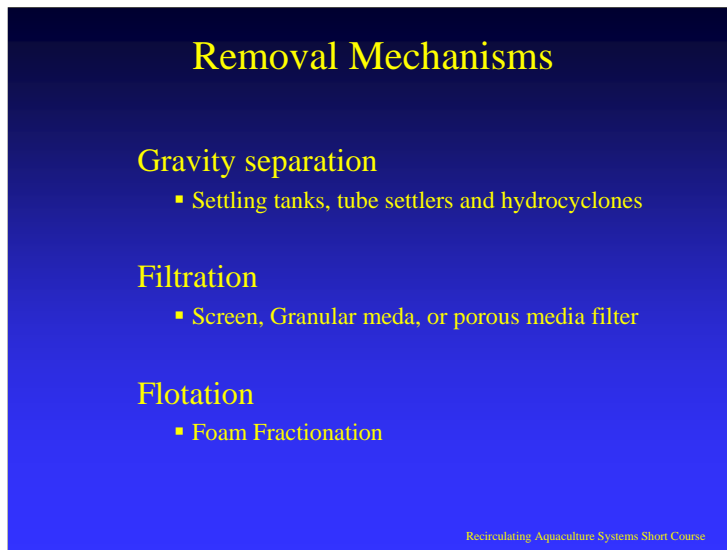 Removal Mechanisms
Gravity separation
▪ Settling tanks, tube settlers and hydrocyclones
Filtration
▪ Screen, Granular meda, or porous media filter
Flotation
▪ Foam Fractionation
Recirculating Aquaculture Systems Short Course